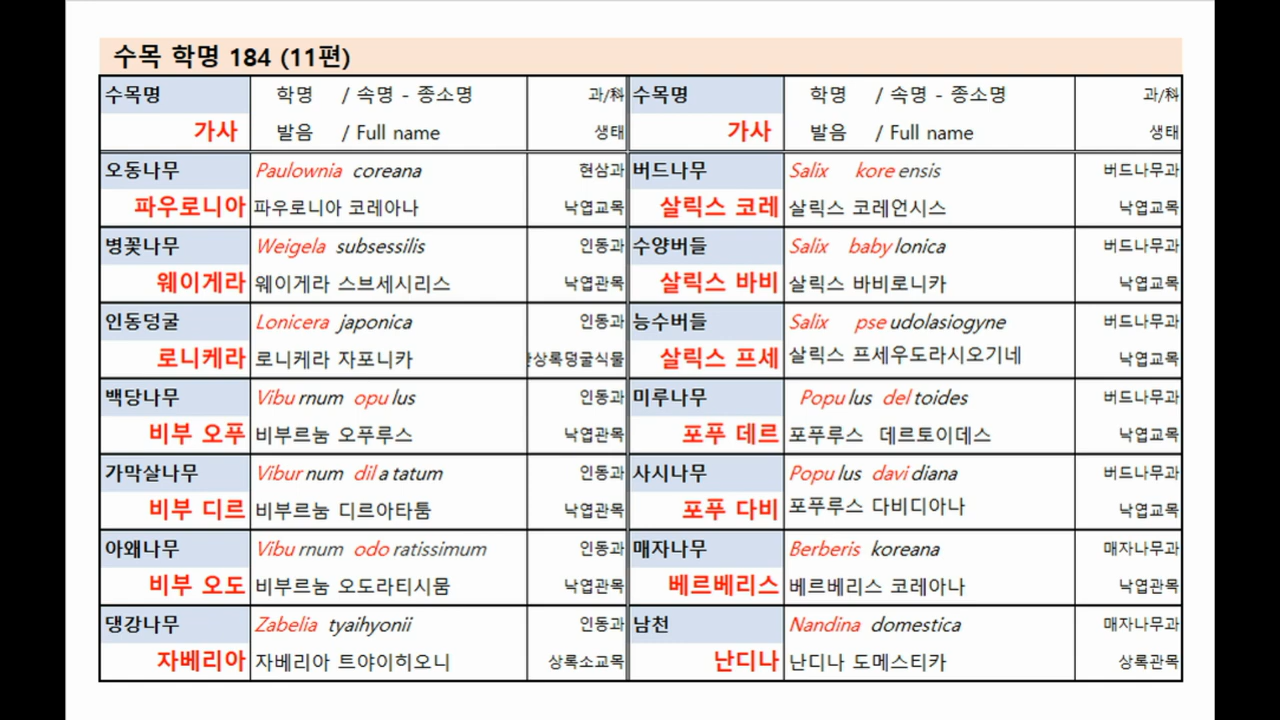 수목 학명 184 (11편)
수목명 학명 / 속명 - 종소명 과/科 수목명 학명 / 속명 - 종소명 과/科
가사 발음 / Full name 생태 가사 발음 / Full name 생태
오동나무 Paulownia coreana 현삼과 버드나무 Salix koreensis 버드나무과
파우로니아 파우로니아 코레아나 낙엽교목 살릭스 코레 살릭스 코레언시스 낙엽교목
병꽃나무 Weigela subsessilis 인동과 수양버들 Salix babylonica 버드나무과
웨이게라 웨이게라 스브세시리스 낙엽관목 살릭스 바비 살릭스 바비로니카 낙엽교목
인동덩굴 Lonicera japonica 인동과 능수버들 Salix pseudolasiogyne 버드나무과
로니케라 로니케라 자포니카 상록덩굴식물 살릭스 프세 살릭스 프세우도라시오기네 낙엽교목
백당나무 Viburnum opulus 인동과 미루나무 Populus deltoides 버드나무과
비부 오푸 비부르눔 오푸루스 낙엽관목 포푸 데르 포푸루스 데르토이데스 낙엽교목
가막살나무 Viburnum dilatatum 인동과 사시나무 Populus davidiana 버드나무과
비부 디르 비부르눔 디르아타툼 낙엽관목 포푸 다비 포푸루스 다비디아나 낙엽교목
아왜나무 Viburnum odoratissimum 인동과 매자나무 Berberis koreana 매자나무과
비부 오도 비부르눔 오도라티시뭄 낙엽관목 베르베리스 베르베리스 코레아나 낙엽관목
댕강나무 Zabelia tyaihyonii 인동과 남천 Nandina domestica 매자나무과
자베리아 자베리아 트야이히오니 상록소교목 난디나 난디나 도메스티카 상록관목